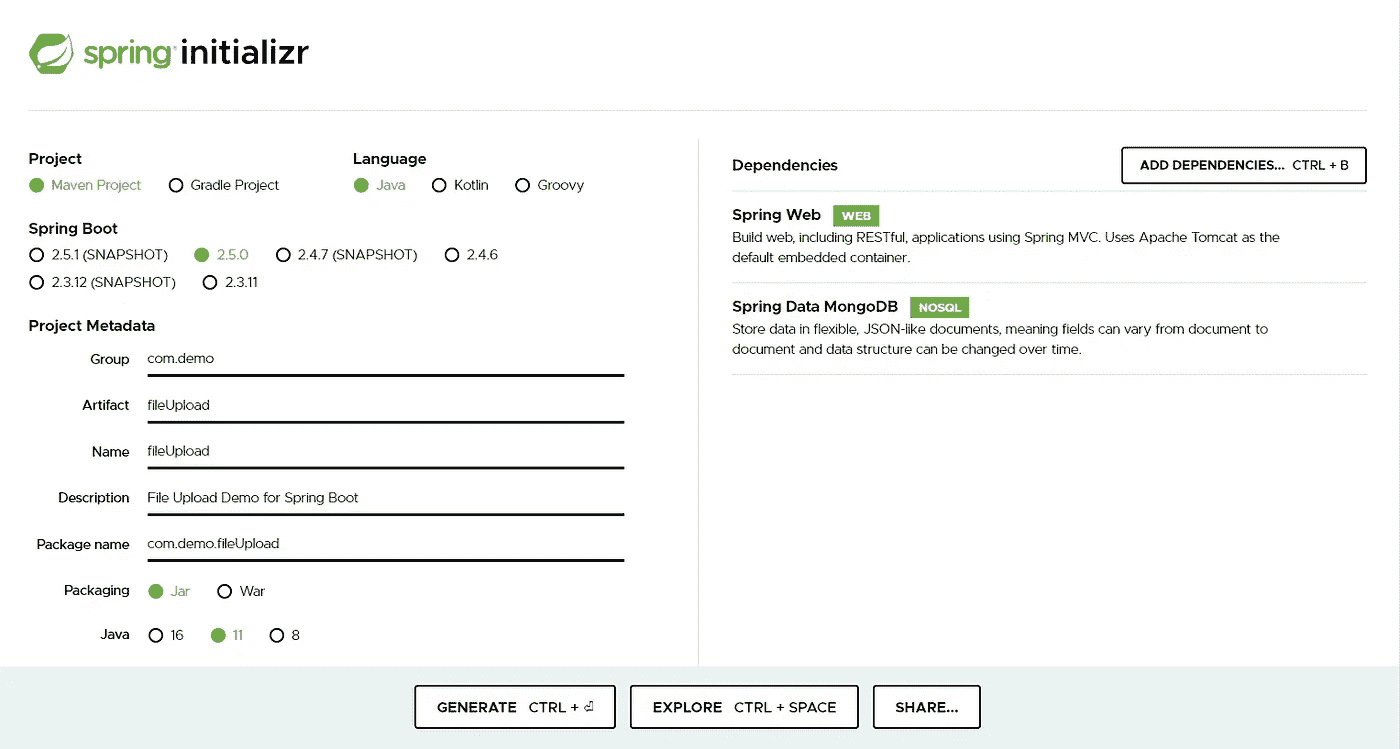 spring initializr
Project
Maven Project Gradle Project
Language
Java Kotlin Groovy
Spring Boot
2.5.1 (SNAPSHOT) 2.5.0 2.4.7 (SNAPSHOT) 2.4.6
2.3.12 (SNAPSHOT) 2.3.11
Project Metadata
Group com.demo
Artifact fileUpload
Name fileUpload
Description File Upload Demo for Spring Boot
Package name com.demo.fileUpload
Packaging Jar War
Java 16 11 8
Dependencies
ADD DEPENDENCIES... CTRL + B
Spring Web WEB
Build web, including RESTful, applications using Spring MVC. Uses Apache Tomcat as the
default embedded container.
Spring Data MongoDB NOSQL
Store data in flexible, JSON-like documents, meaning fields can vary from document to
document and data structure can be changed over time.
GENERATE CTRL + ⏎
EXPLORE CTRL + SPACE
SHARE...